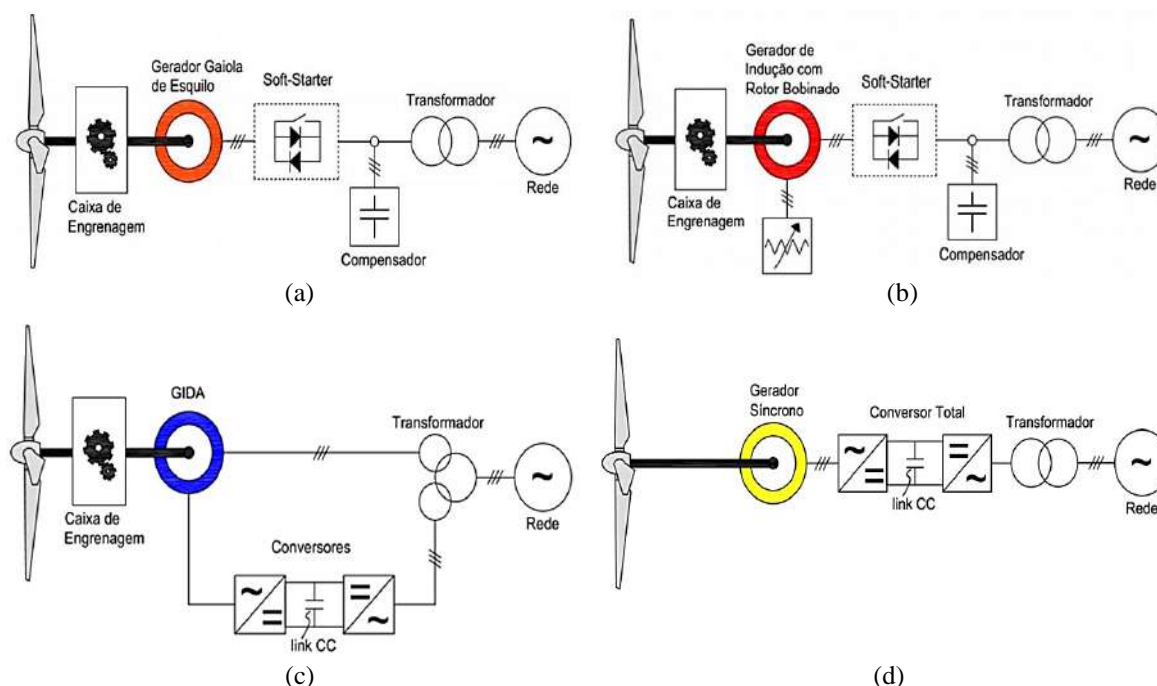 Gerador Gaiola
de Esquilo
Soft-Starter
Transformador
~
Rede
Caixa de
Engrenagem
Compensador
(a)
Gerador de
Indução com
Rotor Bobinado
Soft-Starter
Transformador
~
Rede
Caixa de
Engrenagem
Compensador
(b)
GIDA
Transformador
~
Rede
Caixa de
Engrenagem
Conversores
~
=
=
~
link CC
(c)
Gerador
Síncrono
Conversor Total
Transformador
~
=
=
~
~
link CC
Rede
(d)